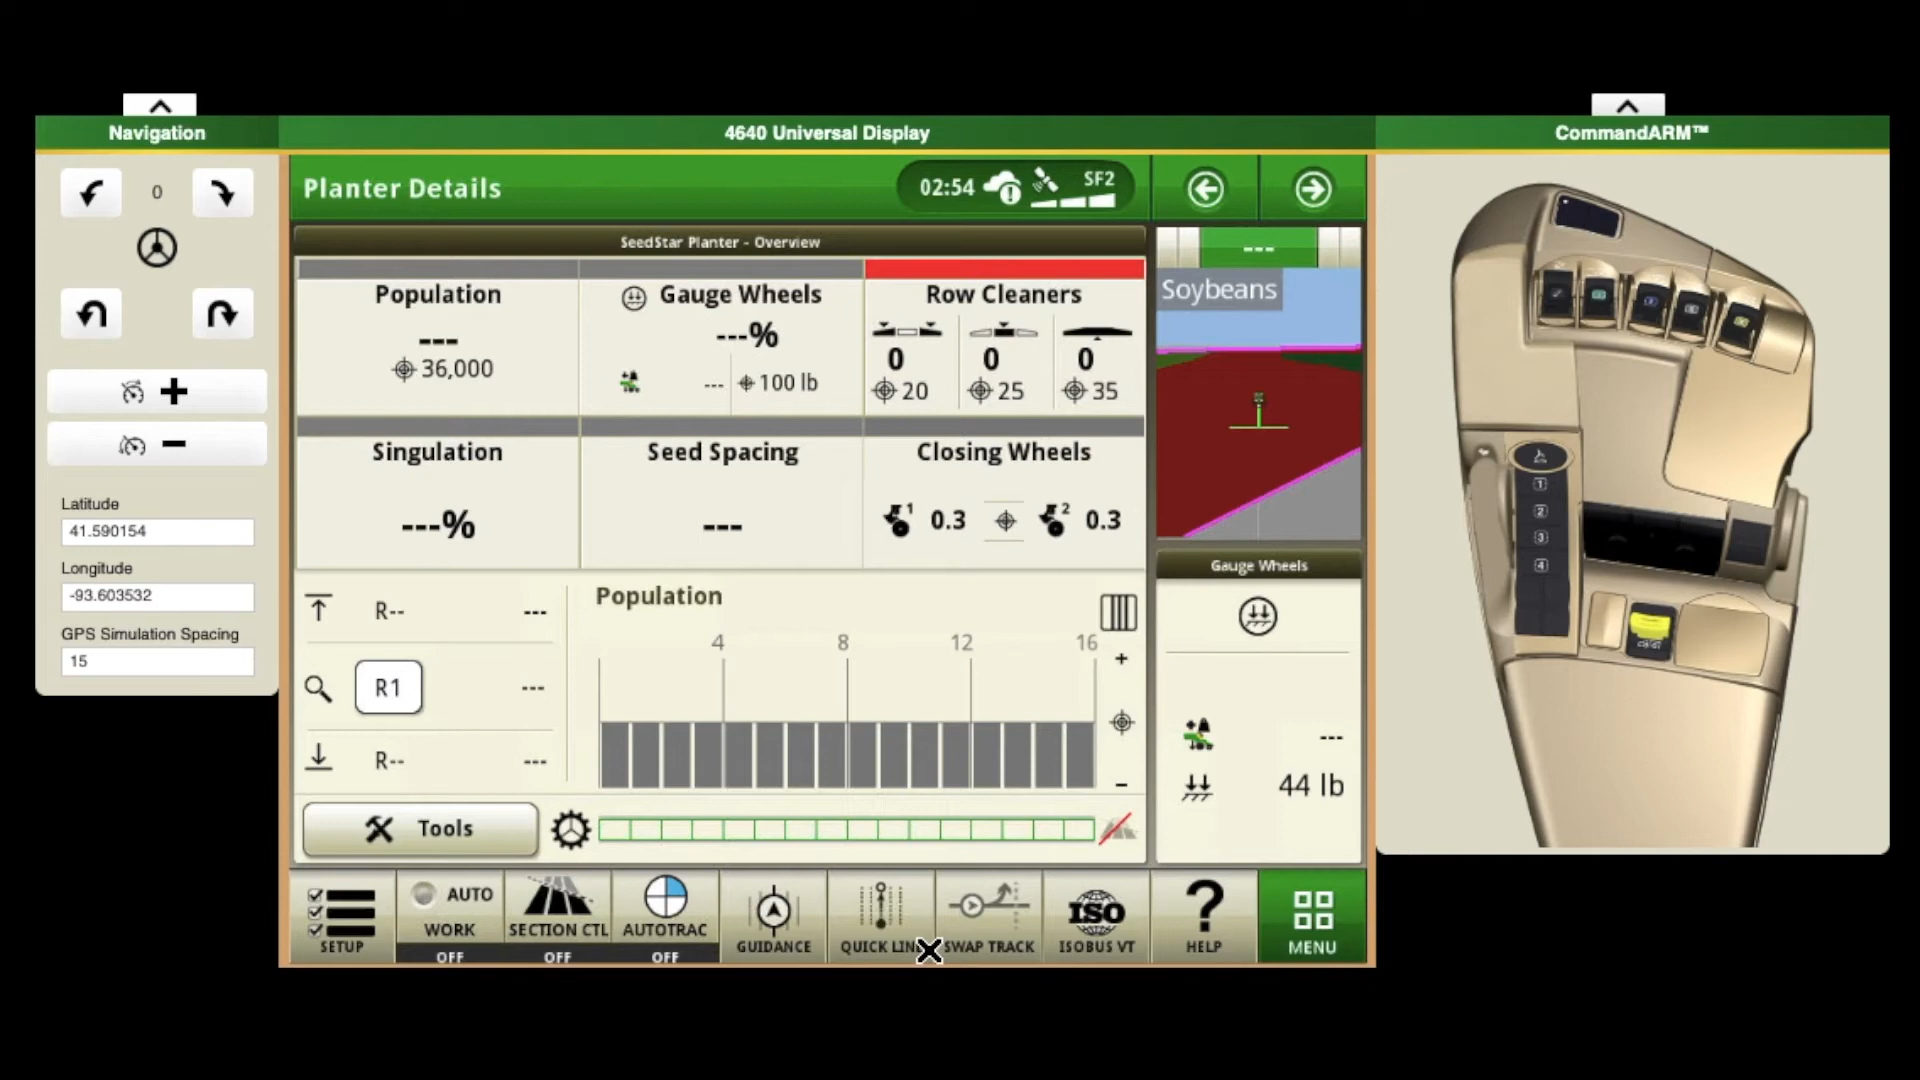 Navigation
4640 Universal Display
CommandARM™
0
Latitude
41.590154
Longitude
-93.603532
GPS Simulation Spacing
15
Planter Details
02:54
SF2
SeedStar Planter - Overview
Population
---
36,000
Gauge Wheels
---%
---
100 lb
Row Cleaners
0 0 0
20 25 35
Singulation
---%
Seed Spacing
---
Closing Wheels
1 0.3 2 0.3
R-- ---
R1 ---
R-- ---
Population
4 8 12 16
+
−
Tools
---
Soybeans
Gauge Wheels
---
44 lb
SETUP
AUTO
WORK
OFF
SECTION CTL
OFF
AUTOTRAC
OFF
GUIDANCE
QUICK LIN
SWAP TRACK
ISO
ISOBUS VT
?
HELP
MENU
1
2
3
4